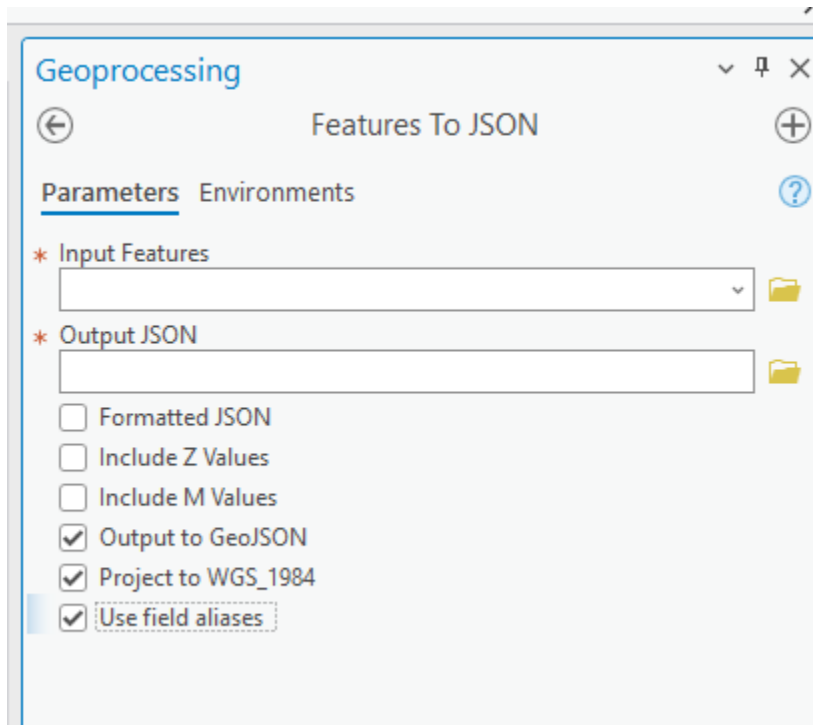 Geoprocessing
Features To JSON
Parameters Environments
* Input Features
* Output JSON
Formatted JSON
Include Z Values
Include M Values
Output to GeoJSON
Project to WGS_1984
Use field aliases